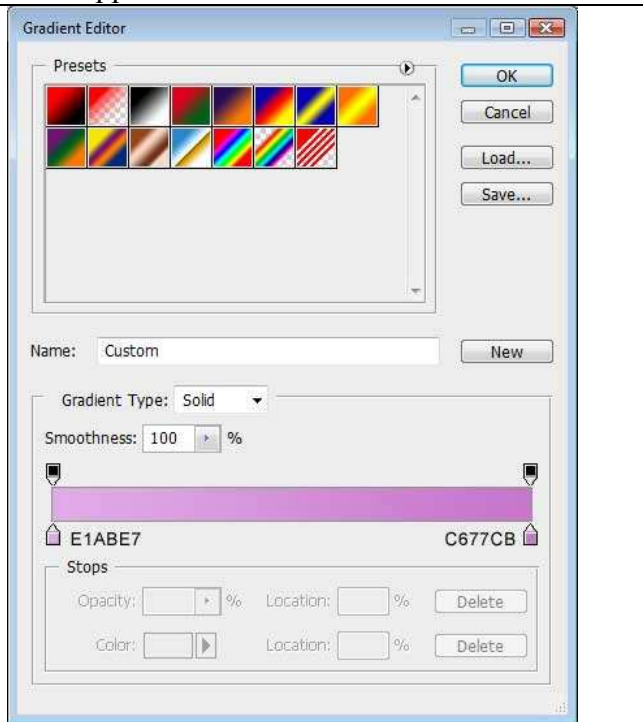 Gradient Editor
Presets
OK
Cancel
Load...
Save...
Name: Custom
New
Gradient Type: Solid
Smoothness: 100 %
E1ABE7 C677CB
Stops
Opacity: % Location: % Delete
Color: Location: % Delete